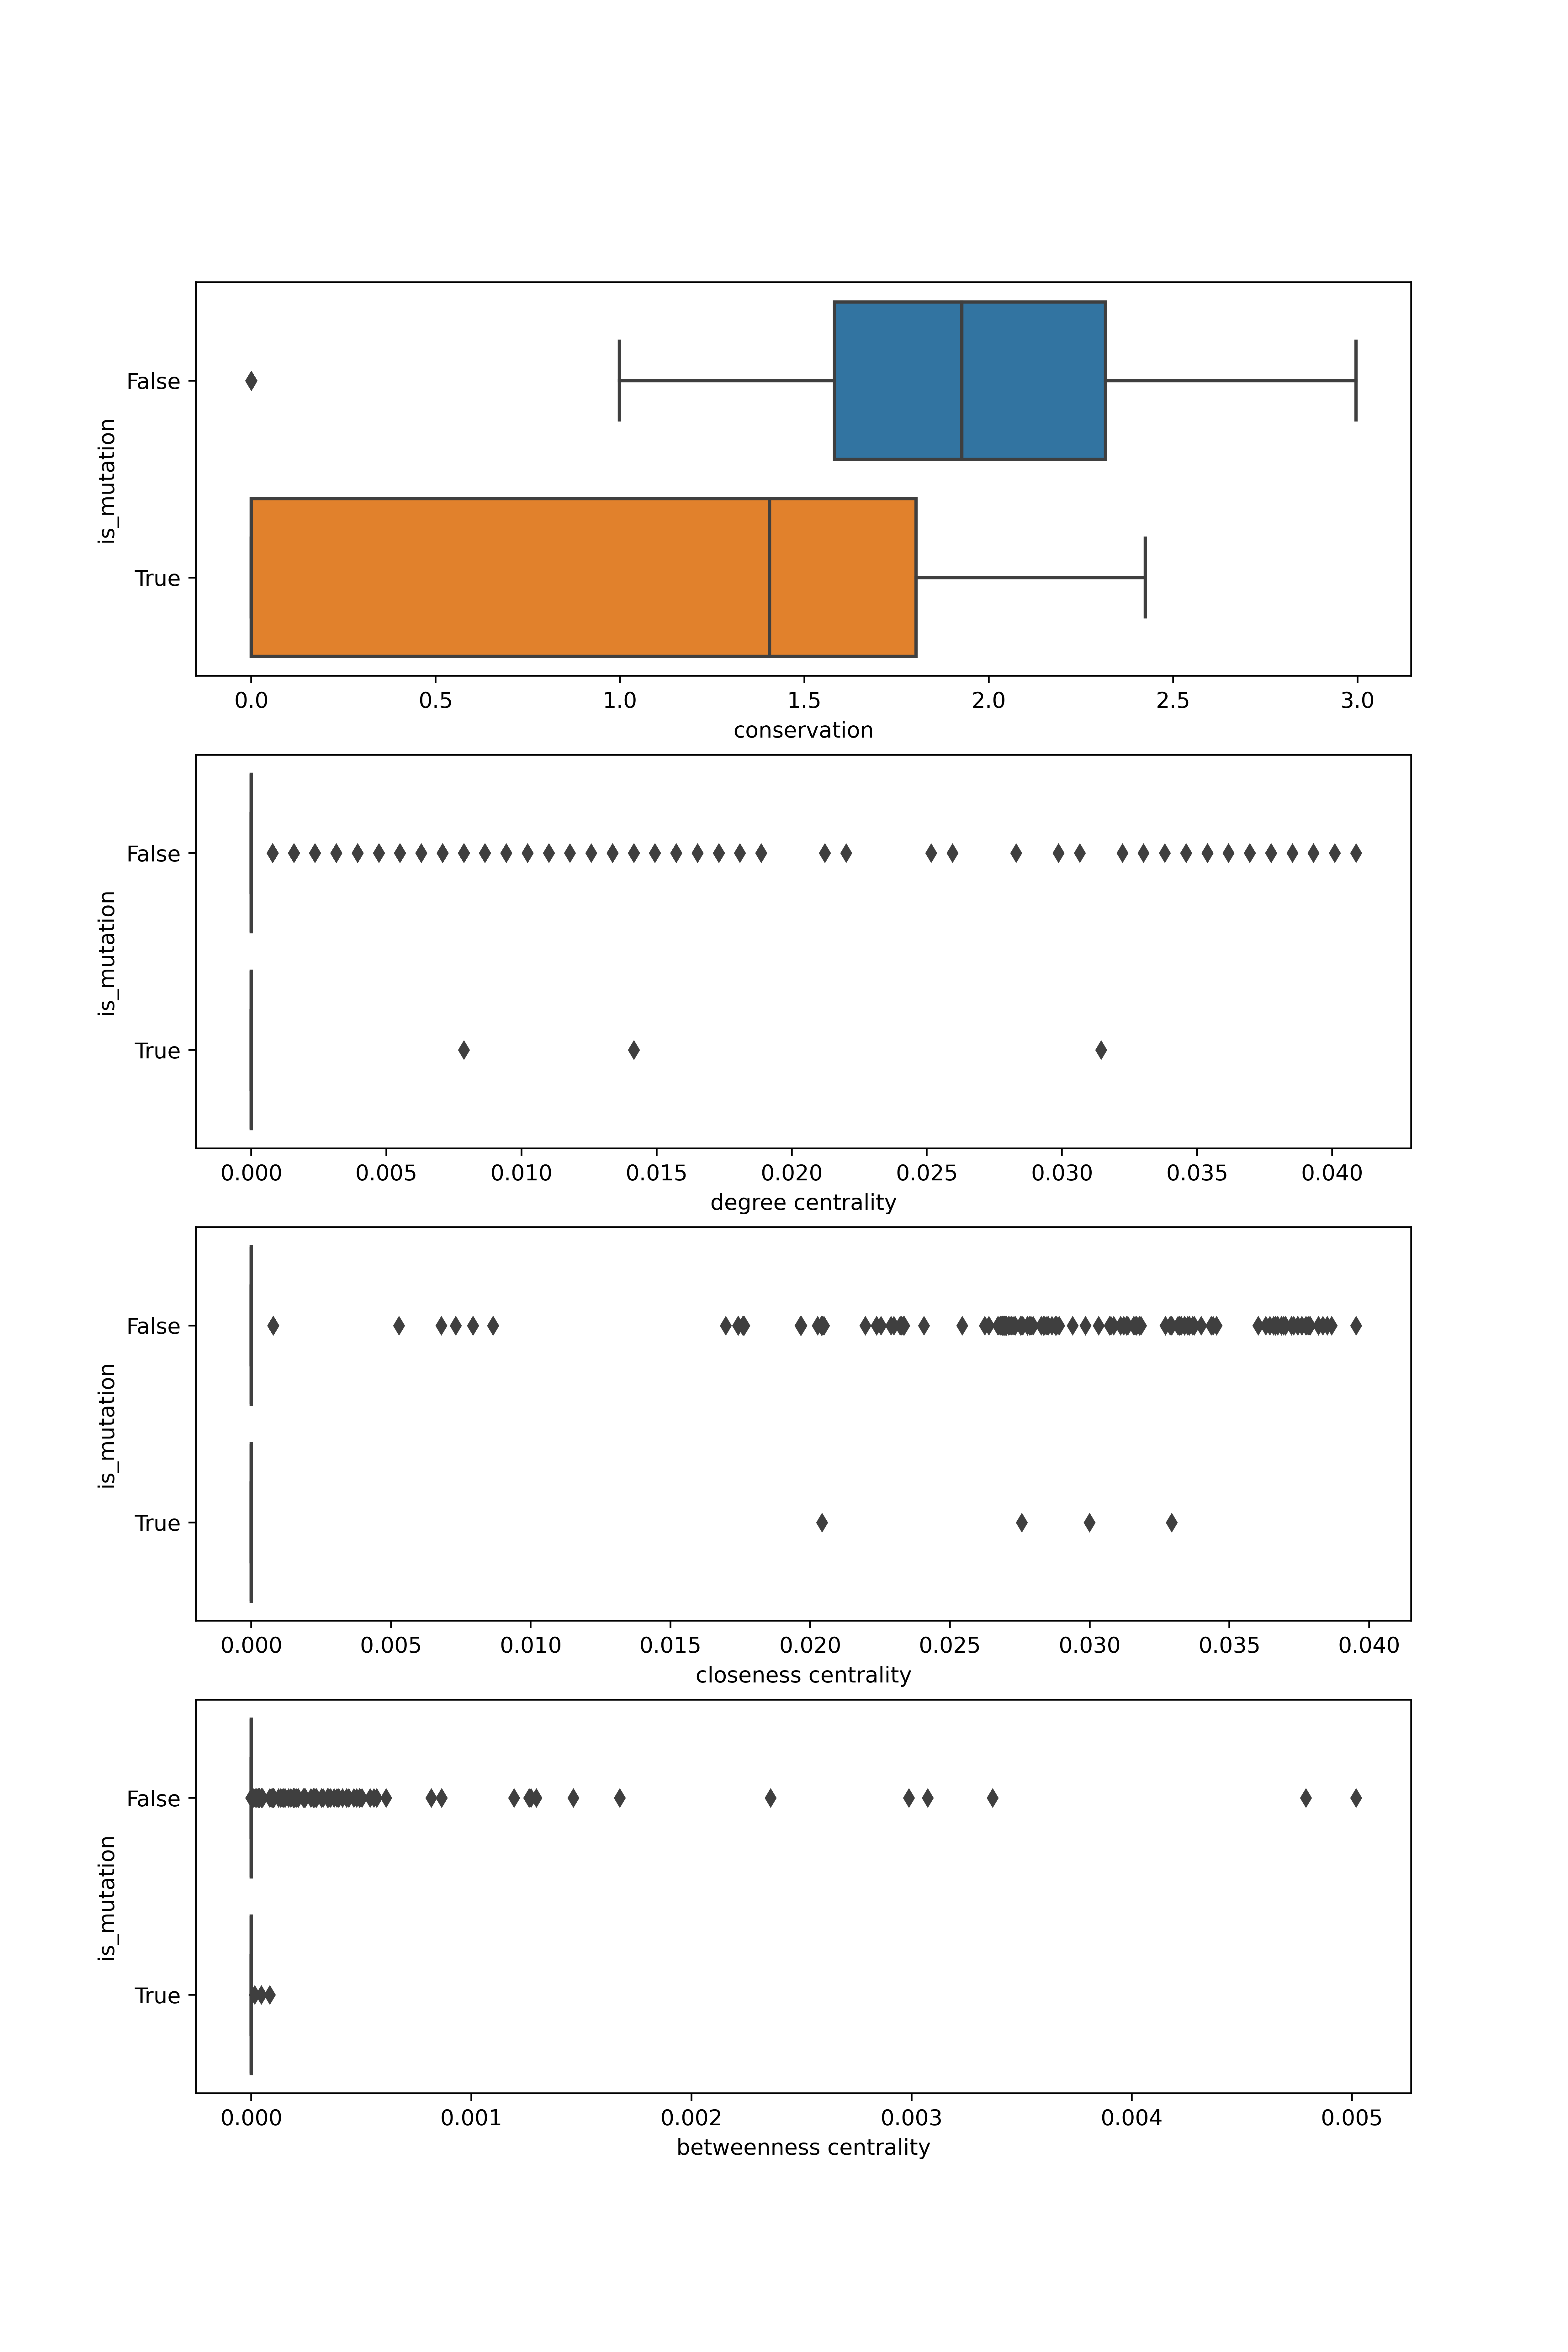 is_mutation
False
True
0.0 0.5 1.0 1.5 2.0 2.5 3.0
conservation
is_mutation
False
True
0.000 0.005 0.010 0.015 0.020 0.025 0.030 0.035 0.040
degree centrality
is_mutation
False
True
0.000 0.005 0.010 0.015 0.020 0.025 0.030 0.035 0.040
closeness centrality
is_mutation
False
True
0.000 0.001 0.002 0.003 0.004 0.005
betweenness centrality